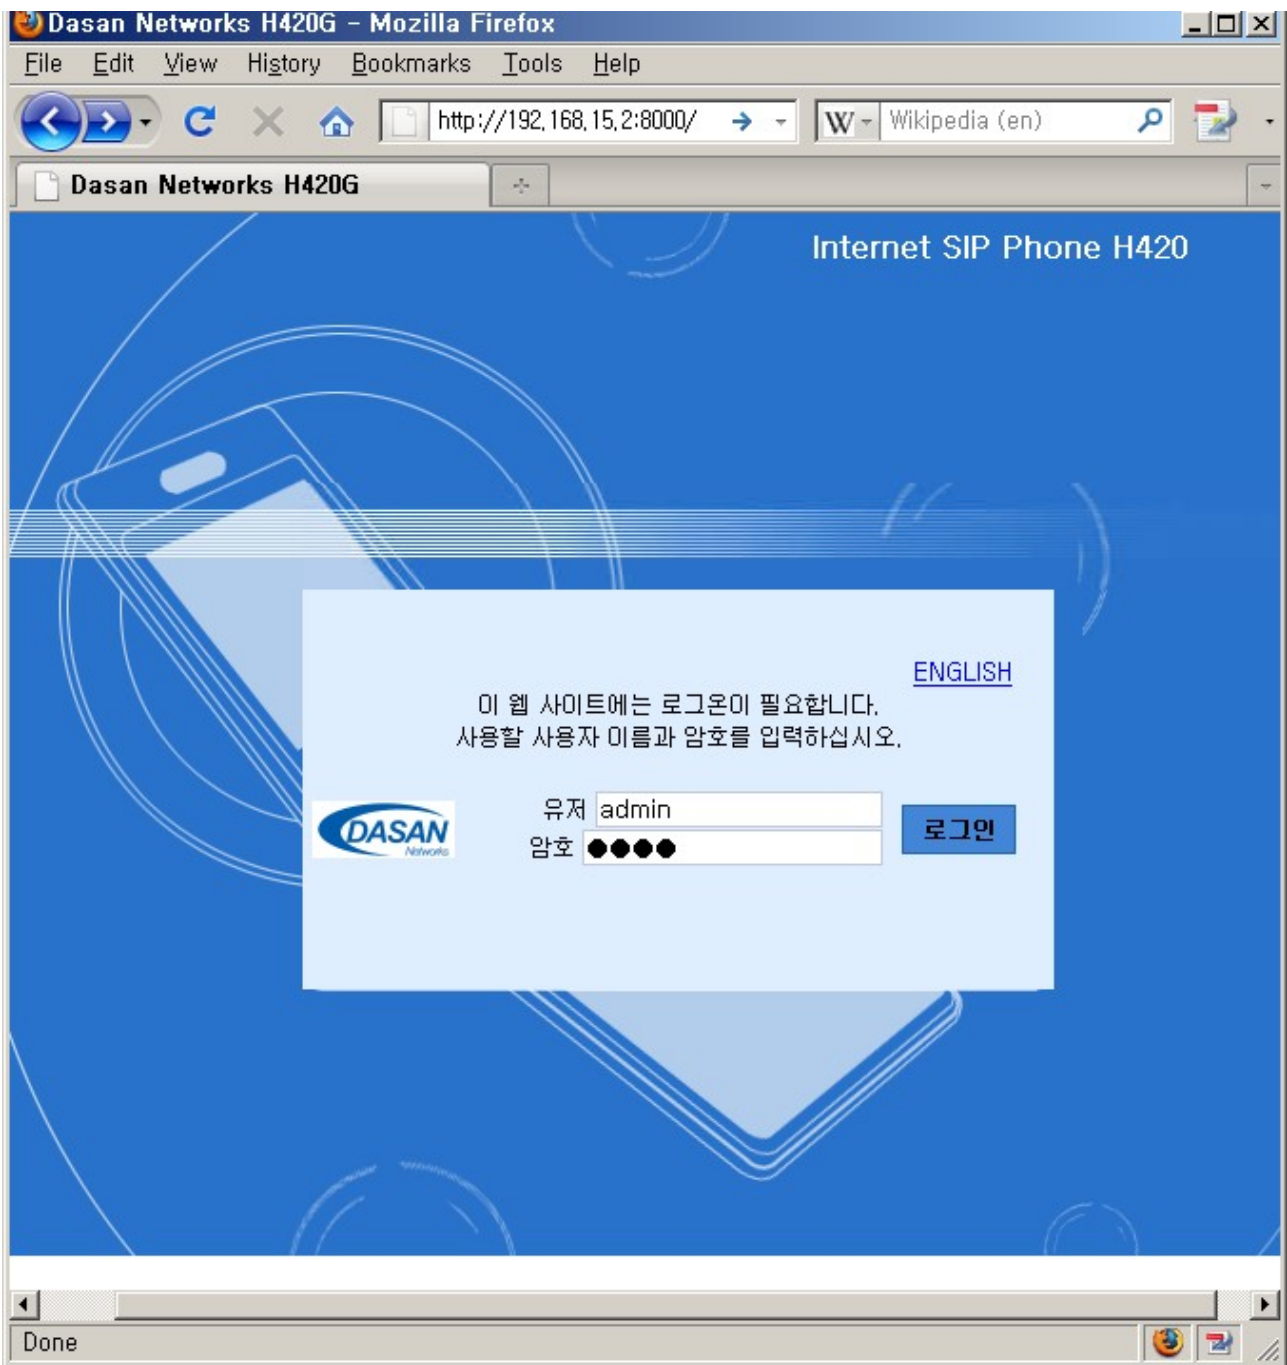 Dasan Networks H420G - Mozilla Firefox
File Edit View History Bookmarks Tools Help
http://192.168.15.2:8000/ W Wikipedia (en)
Dasan Networks H420G
Internet SIP Phone H420
ENGLISH
이 웹 사이트에는 로그온이 필요합니다.
사용할 사용자 이름과 암호를 입력하십시오.
유저 admin
DASAN
Networks
암호 ●●●●
로그인
Done